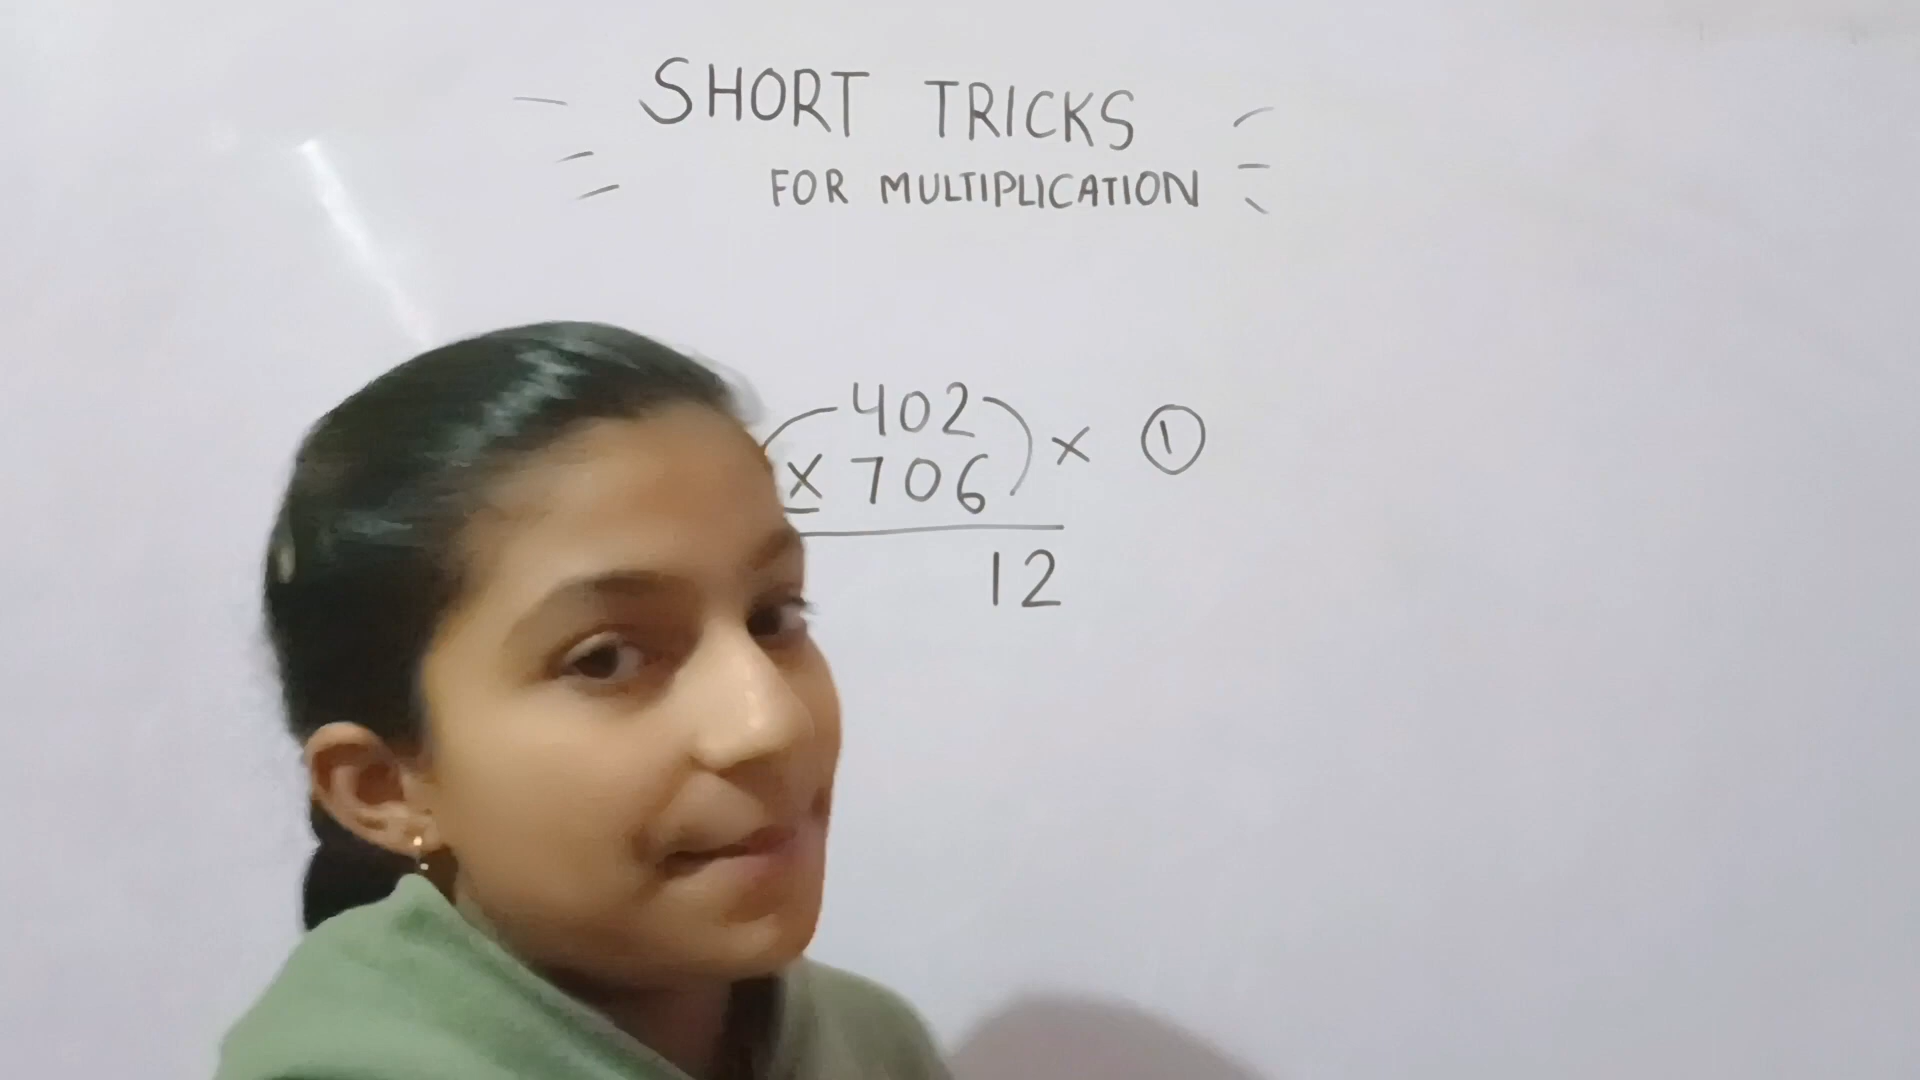 SHORT TRICKS
FOR MULTIPLICATION
402
× 706
× ①
12